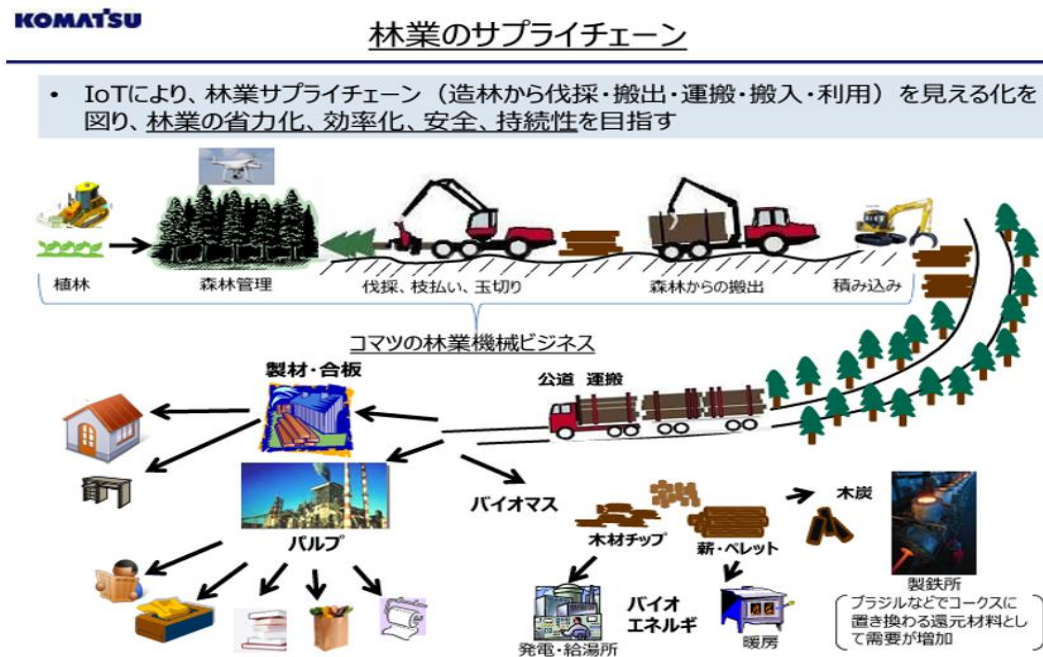 KOMATSU
林業のサプライチェーン
• IoTにより、林業サプライチェーン（造林から伐採・搬出・運搬・搬入・利用）を見える化を
図り、林業の省力化、効率化、安全、持続性を目指す
植林
森林管理
伐採、枝払い、玉切り
森林からの搬出
積み込み
コマツの林業機械ビジネス
製材・合板
公道 運搬
バイオマス
木炭
パルプ
木材チップ
薪・ペレット
製鉄所
バイオ
エネルギ
発電・給湯所
暖房
ブラジルなどでコークスに
置き換わる還元材料とし
て需要が増加